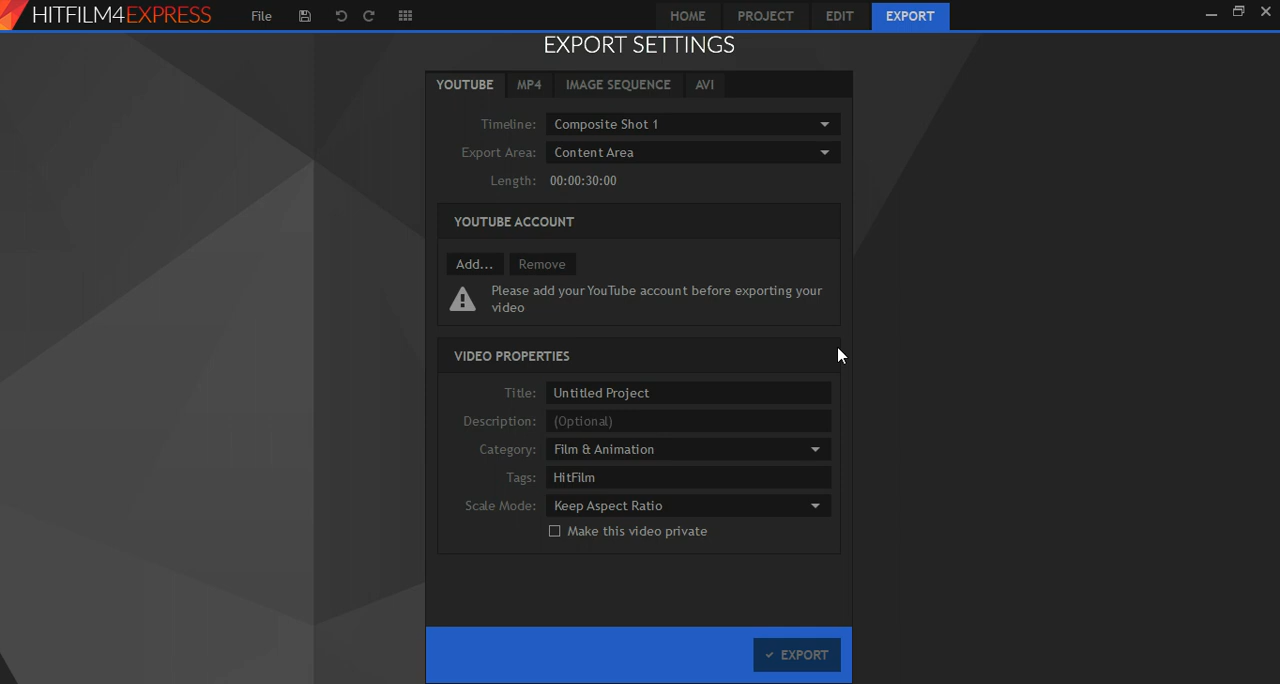 HITFILM4EXPRESS File HOME PROJECT EDIT EXPORT
EXPORT SETTINGS
YOUTUBE MP4 IMAGE SEQUENCE AVI
Timeline: Composite Shot 1
Export Area: Content Area
Length: 00:00:30:00
YOUTUBE ACCOUNT
Add... Remove
Please add your YouTube account before exporting your
video
VIDEO PROPERTIES
Title: Untitled Project
Description: (Optional)
Category: Film & Animation
Tags: HitFilm
Scale Mode: Keep Aspect Ratio
Make this video private
EXPORT